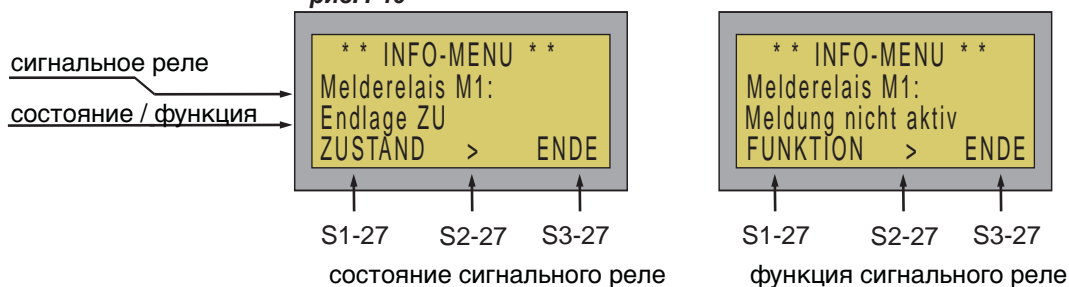 сигнальное реле
состояние / функция
* * INFO-MENU * *
Melderelais M1:
Endlage ZU
ZUSTAND > ENDE
S1-27 S2-27 S3-27
состояние сигнального реле
* * INFO-MENU * *
Melderelais M1:
Meldung nicht aktiv
FUNKTION > ENDE
S1-27 S2-27 S3-27
функция сигнального реле